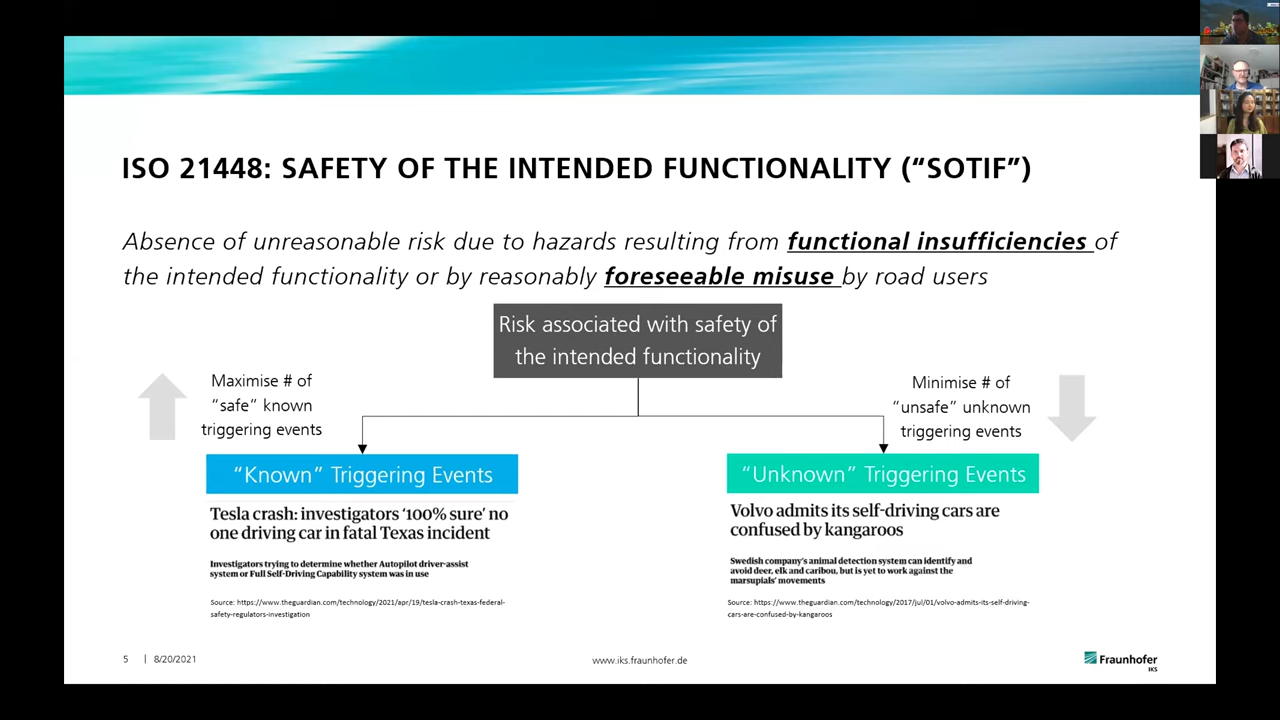 ISO 21448: SAFETY OF THE INTENDED FUNCTIONALITY (“SOTIF”)
Absence of unreasonable risk due to hazards resulting from functional insufficiencies of
the intended functionality or by reasonably foreseeable misuse by road users
Risk associated with safety of
the intended functionality
Maximise # of
“safe” known
triggering events
Minimise # of
“unsafe” unknown
triggering events
“Known” Triggering Events
Tesla crash: investigators ‘100% sure’ no
one driving car in fatal Texas incident
Investigators trying to determine whether Autopilot driver-assist
system or Full Self-Driving Capability system was in use
Source: https://www.theguardian.com/technology/2021/apr/19/tesla-crash-texas-federal-
safety-regulators-investigation
“Unknown” Triggering Events
Volvo admits its self-driving cars are
confused by kangaroos
Swedish company’s animal detection system can identify and
avoid deer, elk and caribou, but is yet to work against the
marsupials’ movements
Source: https://www.theguardian.com/technology/2017/jul/01/volvo-admits-its-self-driving-
cars-are-confused-by-kangaroos
5 | 8/20/2021
www.iks.fraunhofer.de
Fraunhofer
IKS